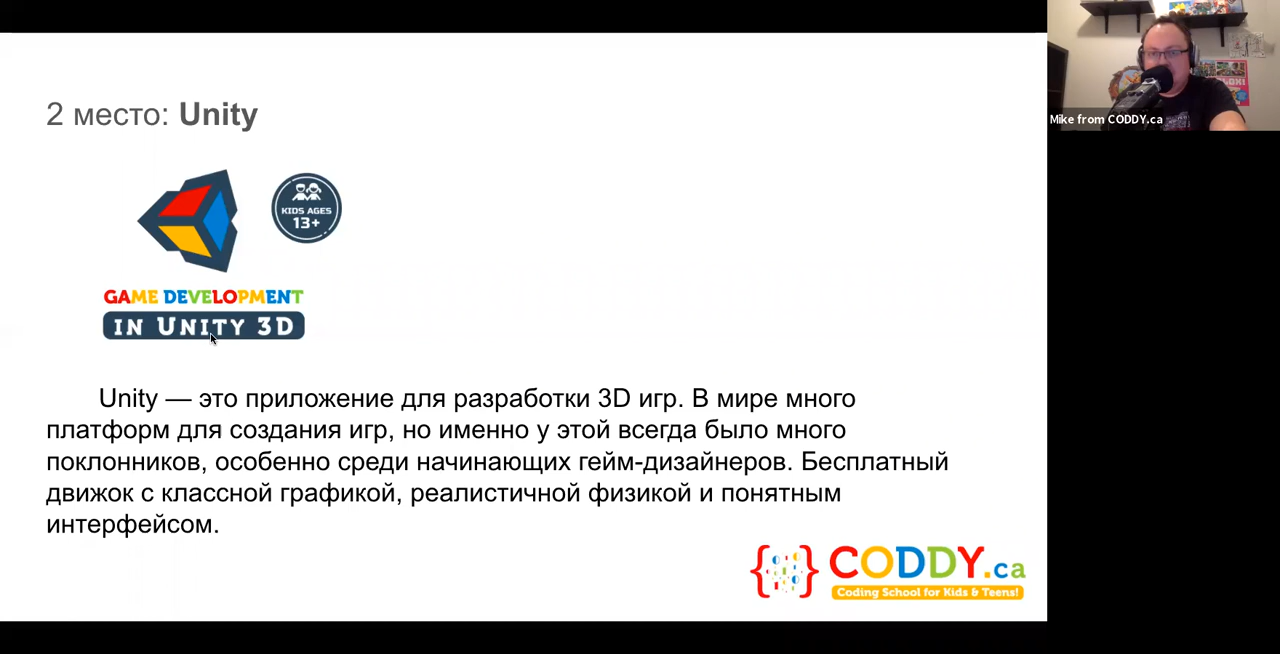 2 место: Unity
KIDS AGES
13+
GAME DEVELOPMENT
IN UNITY 3D
Unity — это приложение для разработки 3D игр. В мире много
платформ для создания игр, но именно у этой всегда было много
поклонников, особенно среди начинающих гейм-дизайнеров. Бесплатный
движок с классной графикой, реалистичной физикой и понятным
интерфейсом.
CODDY.ca
Coding School for Kids & Teens!
Mike from CODDY.ca